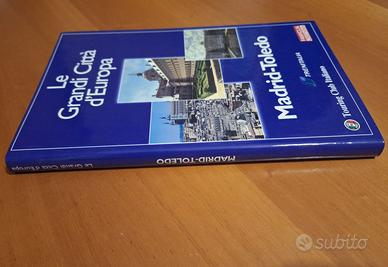 Le
Grandi Città
d'Europa
Madrid-Toledo
Touring Club Italiano
MADRID-TOLEDO
Le Grandi Città d'Europa
subito